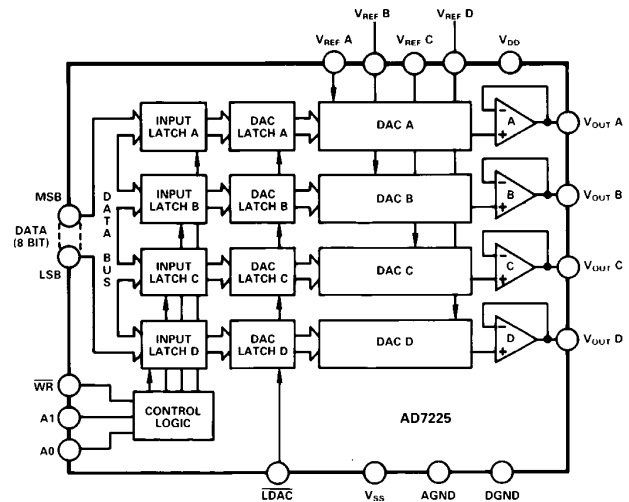 V_REF B V_REF D
V_REF A V_REF C V_DD
INPUT LATCH A
DAC LATCH A
DAC A
A
V_OUT A
MSB
DATA (8 BIT)
LSB
DATA BUS
INPUT LATCH B
DAC LATCH B
DAC B
B
V_OUT B
INPUT LATCH C
DAC LATCH C
DAC C
C
V_OUT C
INPUT LATCH D
DAC LATCH D
DAC D
D
V_OUT D
W̅R̅
A1
A0
CONTROL LOGIC
AD7225
L̅D̅A̅C̅ V_SS AGND DGND